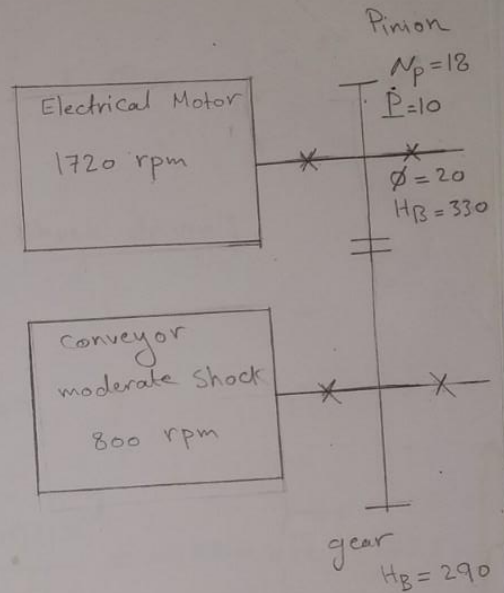 Pinion
Np=18
P=10
Electrical Motor
1720 rpm
Ø=20
HB=330
Conveyor
moderate Shock
800 rpm
gear
HB=290